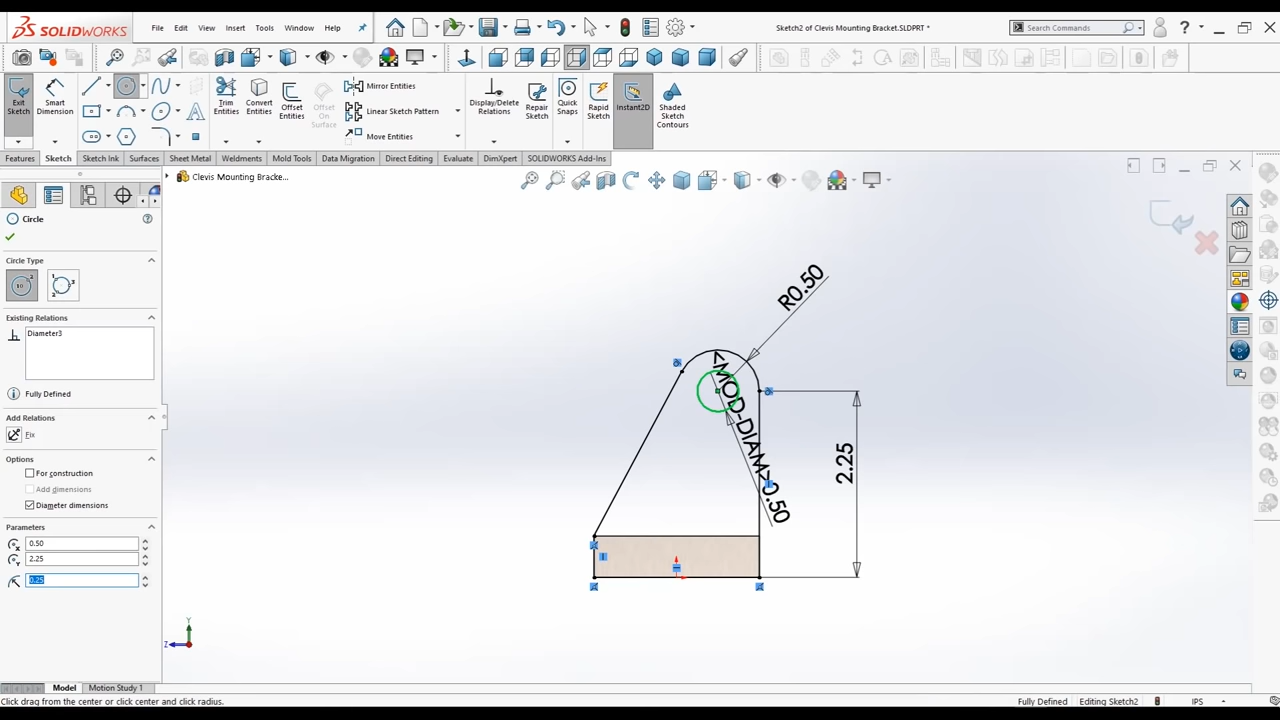 SOLIDWORKS File Edit View Insert Tools Window Help Sketch2 of Clevis Mounting Bracket.SLDPRT * Search Commands ?
Exit Sketch Smart Dimension Trim Entities Convert Entities Offset Entities Offset On Surface Mirror Entities Linear Sketch Pattern Move Entities Display/Delete Relations Repair Sketch Quick Snaps Rapid Sketch Instant2D Shaded Sketch Contours
Features Sketch Sketch Ink Surfaces Sheet Metal Weldments Mold Tools Data Migration Direct Editing Evaluate DimXpert SOLIDWORKS Add-Ins
Clevis Mounting Bracke...
Circle
Circle Type
Existing Relations
Diameter3
Fully Defined
Add Relations
Fix
Options
For construction
Add dimensions
Diameter dimensions
Parameters
0.50
2.25
0.25
R0.50
<MOD-DIAM>0.50
2.25
Y
Z
Model Motion Study 1
Click drag from the center or click center and click radius. Fully Defined Editing Sketch2 IPS